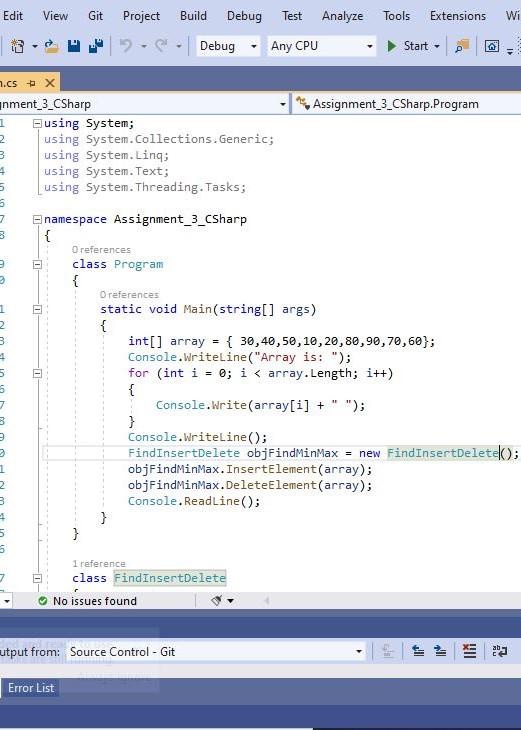 Edit View Git Project Build Debug Test Analyze Tools Extensions Wi
Debug Any CPU Start
n.cs
gnment_3_CSharp Assignment_3_CSharp.Program
1 using System;
2 using System.Collections.Generic;
3 using System.Linq;
4 using System.Text;
5 using System.Threading.Tasks;
6
7 namespace Assignment_3_CSharp
8 {
0 references
9 class Program
0 {
0 references
1 static void Main(string[] args)
2 {
3 int[] array = { 30,40,50,10,20,80,90,70,60};
4 Console.WriteLine("Array is: ");
5 for (int i = 0; i < array.Length; i++)
6 {
7 Console.Write(array[i] + " ");
8 }
9 Console.WriteLine();
0 FindInsertDelete objFindMinMax = new FindInsertDelete();
1 objFindMinMax.InsertElement(array);
2 objFindMinMax.DeleteElement(array);
3 Console.ReadLine();
4 }
5 }
6
1 reference
7 class FindInsertDelete
{
No issues found
utput from: Source Control - Git
Error List